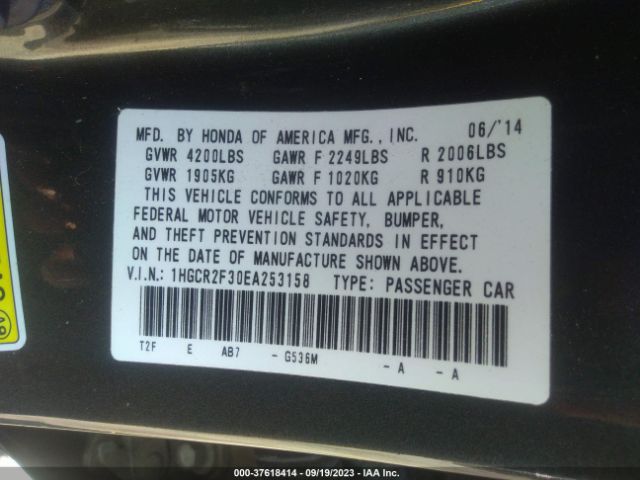 MFD. BY HONDA OF AMERICA MFG., INC. 06/'14
GVWR 4200LBS GAWR F 2249LBS R 2006LBS
GVWR 1905KG GAWR F 1020KG R 910KG
THIS VEHICLE CONFORMS TO ALL APPLICABLE
FEDERAL MOTOR VEHICLE SAFETY, BUMPER,
AND THEFT PREVENTION STANDARDS IN EFFECT
ON THE DATE OF MANUFACTURE SHOWN ABOVE.
V.I.N.: 1HGCR2F30EA253158 TYPE: PASSENGER CAR
T2F E AB7 - G536M - A - A
000-37618414 - 09/19/2023 - IAA Inc.